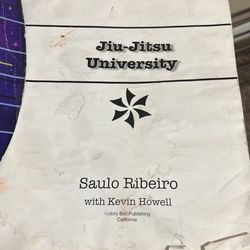 Jiu-Jitsu
University
Saulo Ribeiro
with Kevin Howell
Victory Belt Publishing
California